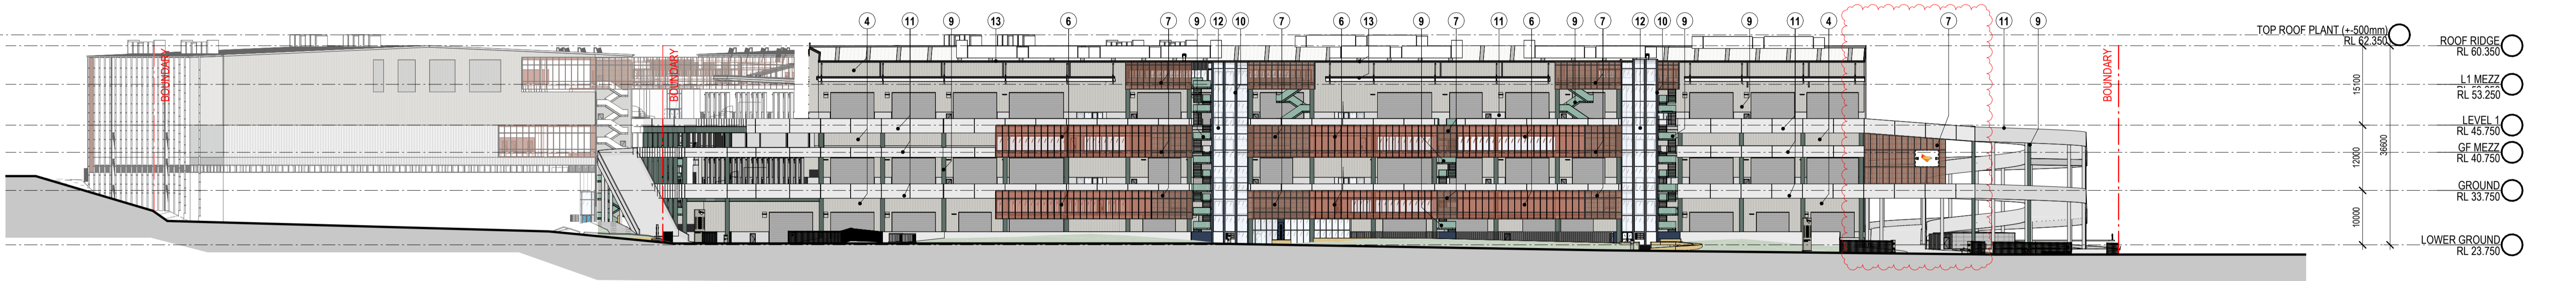 4 11 9 13 6 7 9 12 10 7 6 13 9 7 11 6 9 7 12 10 9 9 11 4 7 11 9
TOP ROOF PLANT (+-500mm)
RL 62.350
ROOF RIDGE
RL 60.350
L1 MEZZ
RL 53.250
LEVEL 1
RL 45.750
GF MEZZ
RL 40.750
GROUND
RL 33.750
LOWER GROUND
RL 23.750
BOUNDARY
BOUNDARY
BOUNDARY
15100
12000
10000
36600